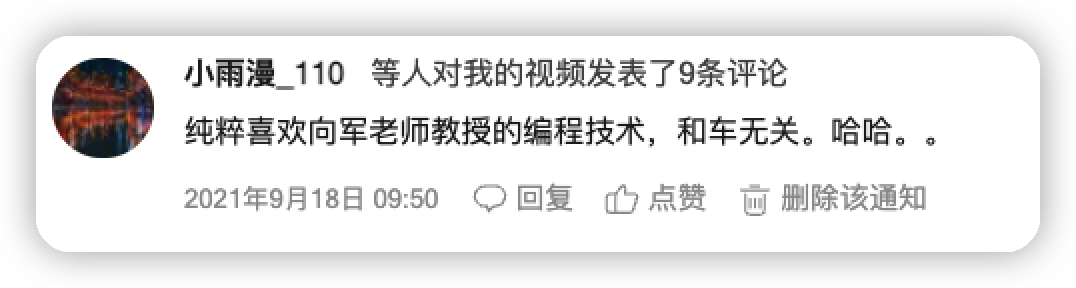 小雨漫_110 等人对我的视频发表了9条评论
纯粹喜欢向军老师教授的编程技术，和车无关。哈哈。。
2021年9月18日 09:50 回复 点赞 删除该通知